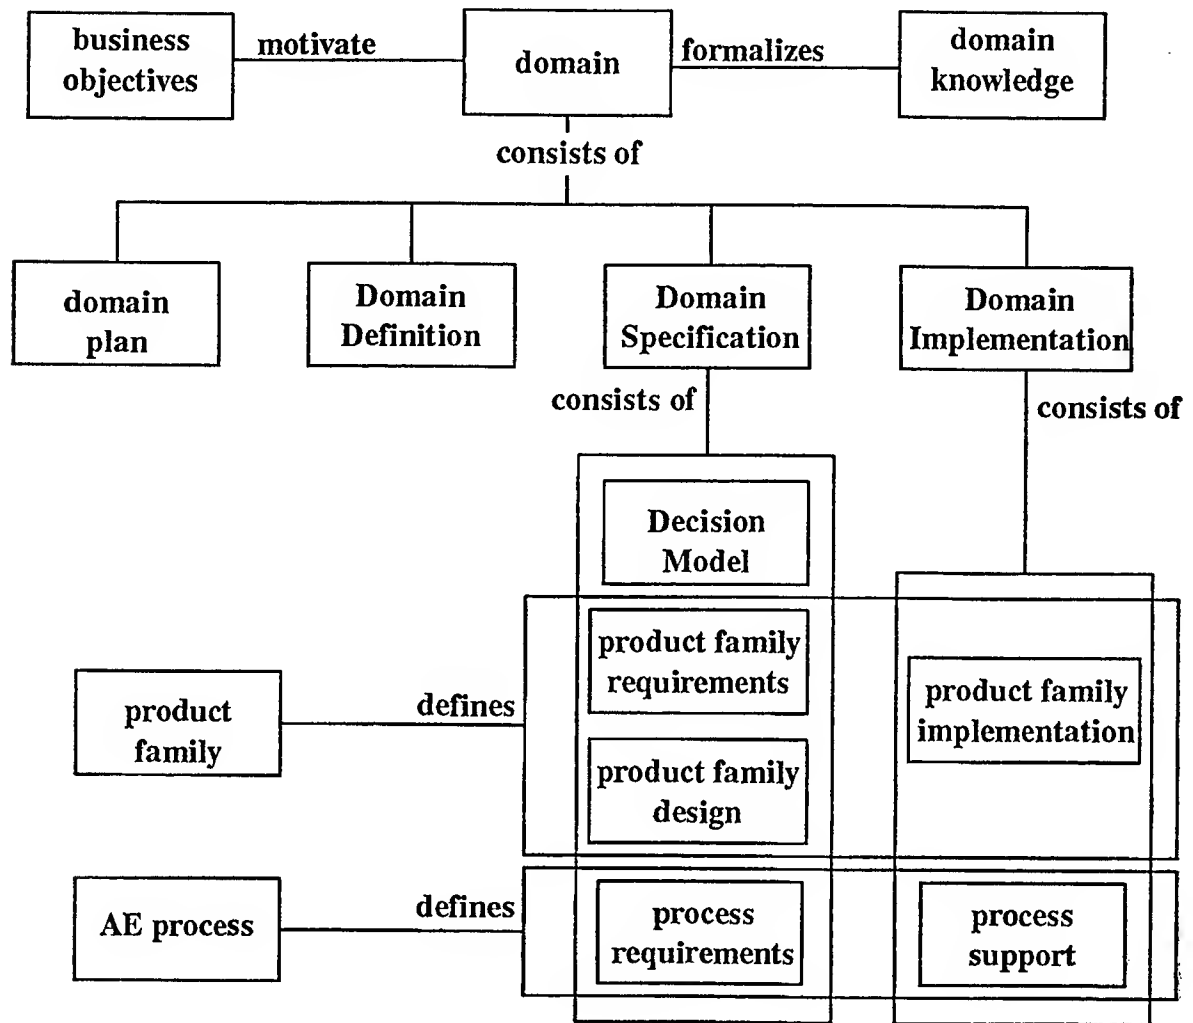 business
objectives
motivate
domain
formalizes
domain
knowledge
consists of
domain
plan
Domain
Definition
Domain
Specification
Domain
Implementation
consists of
consists of
Decision
Model
product family
requirements
product family
implementation
product
family
defines
product family
design
AE process
defines
process
requirements
process
support